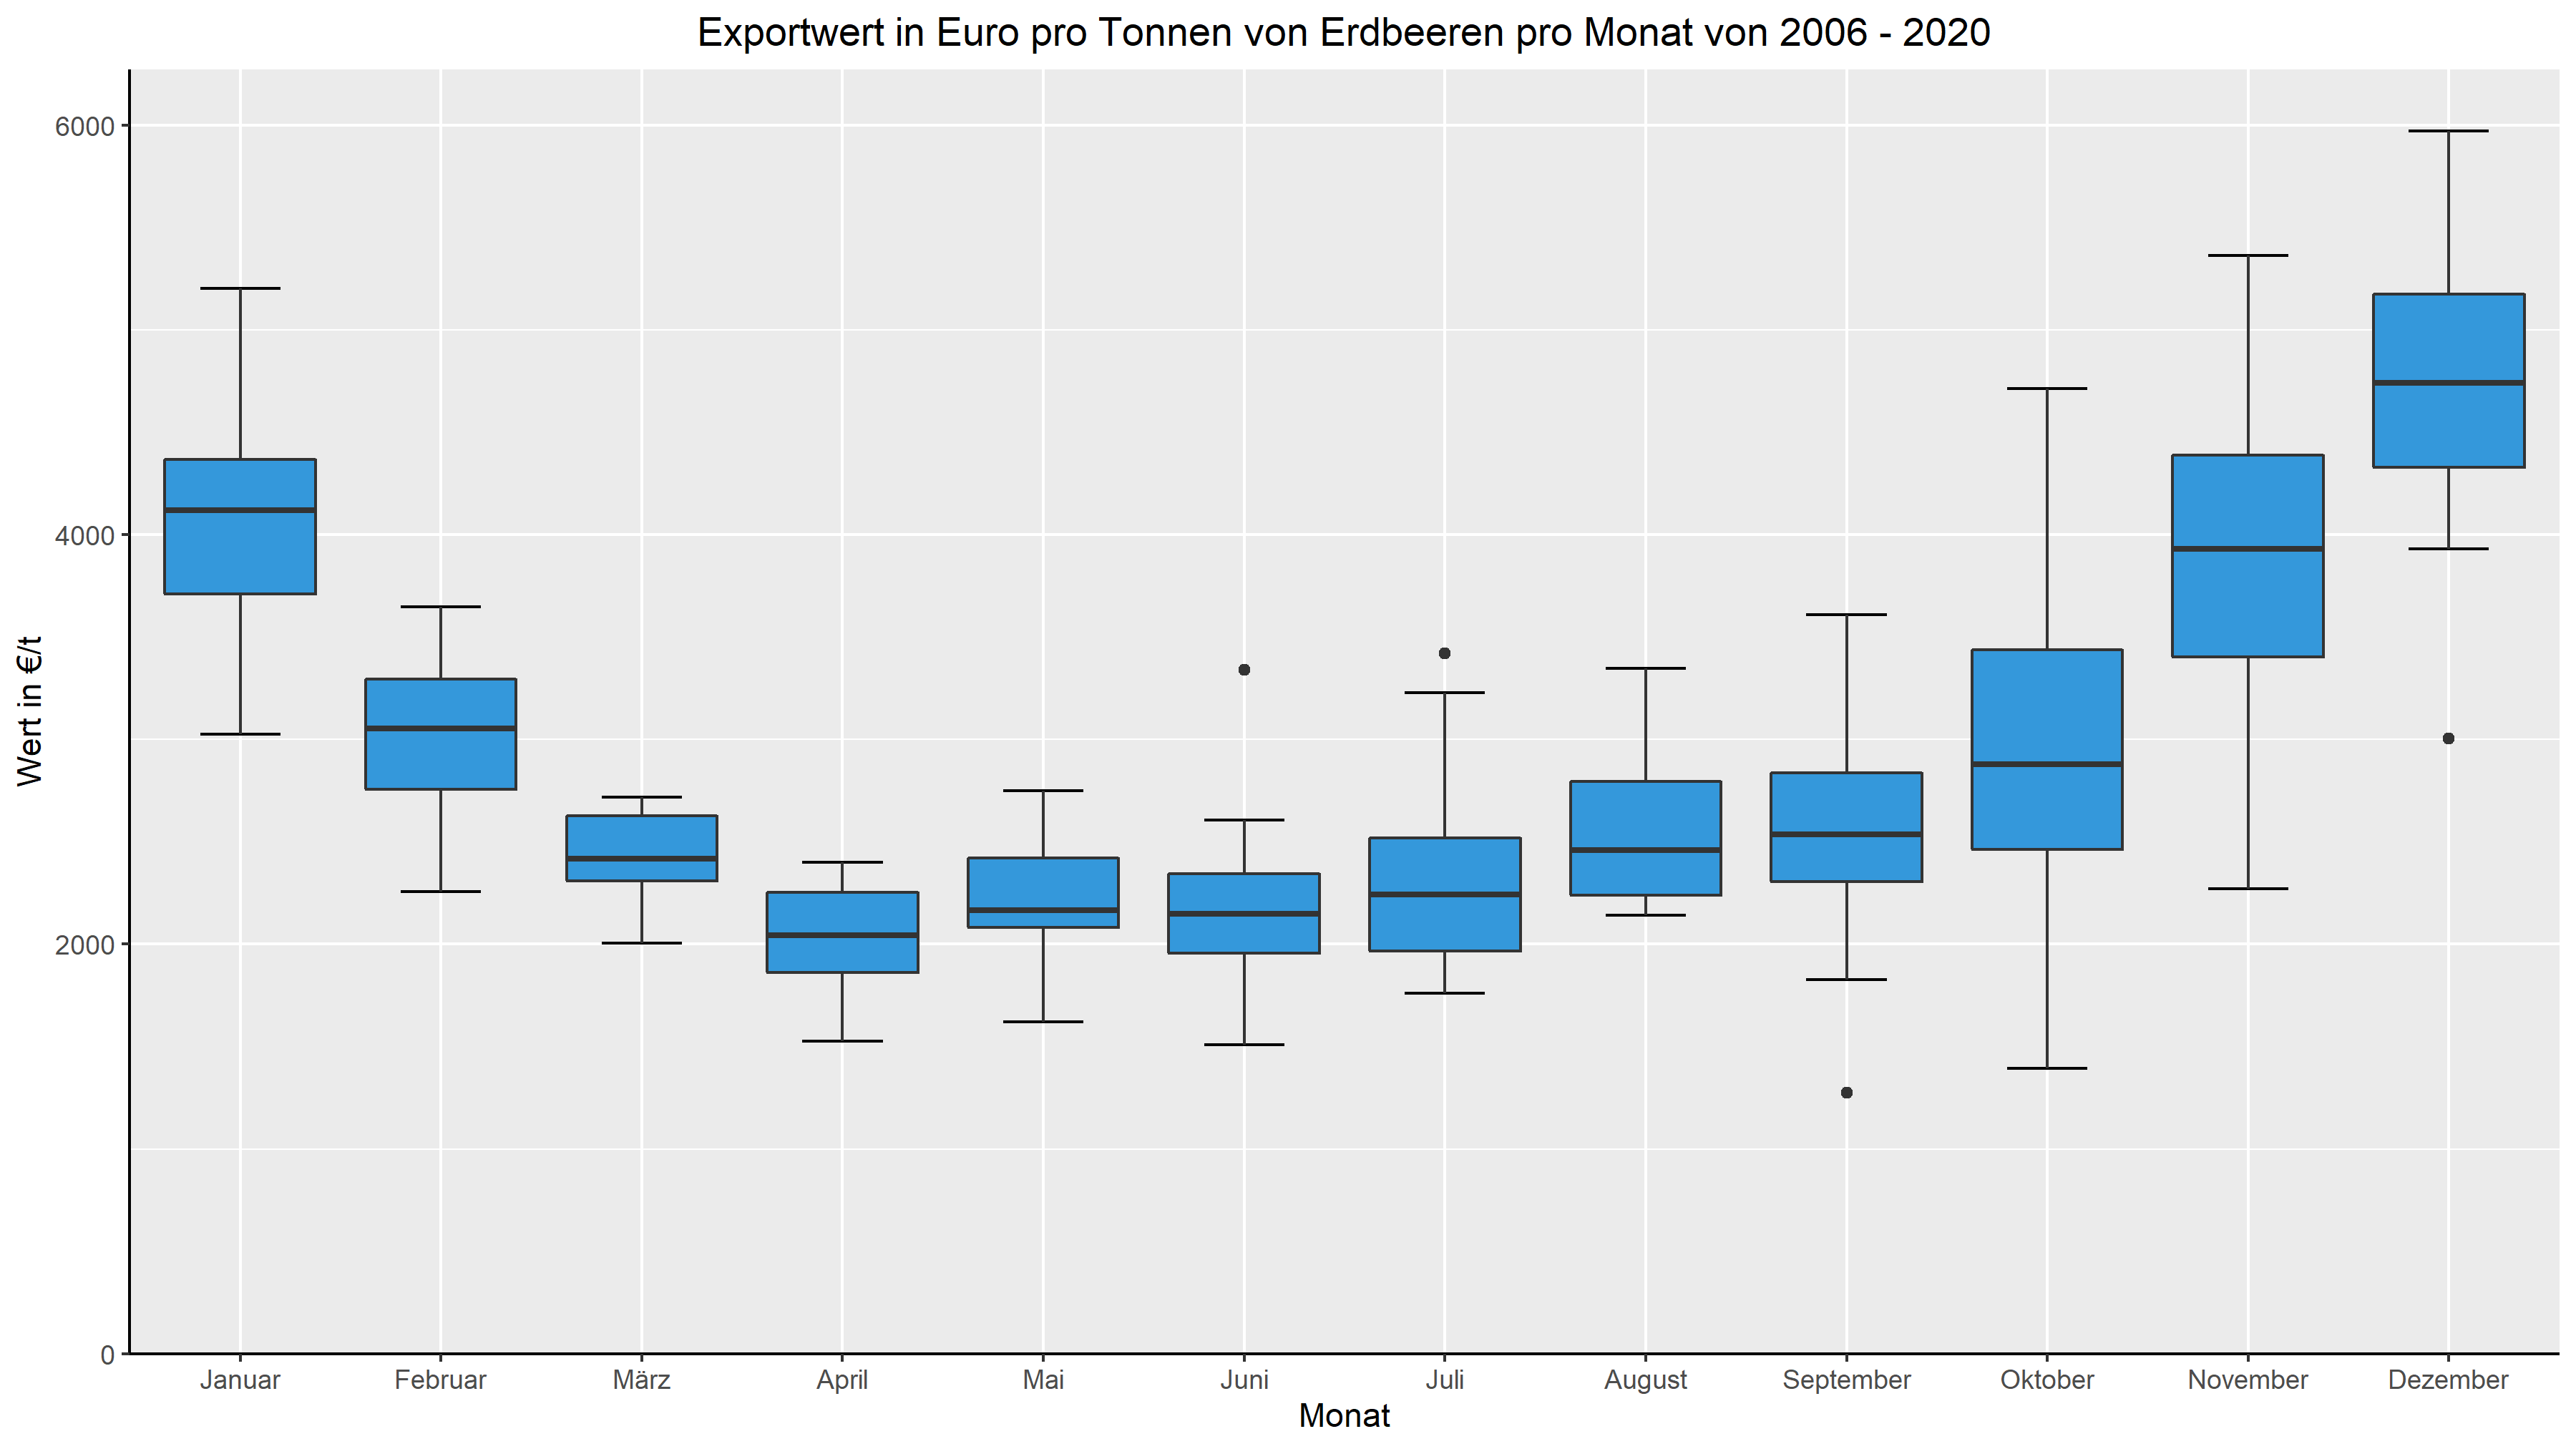 Exportwert in Euro pro Tonnen von Erdbeeren pro Monat von 2006 - 2020
Wert in €/t
6000
4000
2000
0
Januar Februar März April Mai Juni Juli August September Oktober November Dezember
Monat